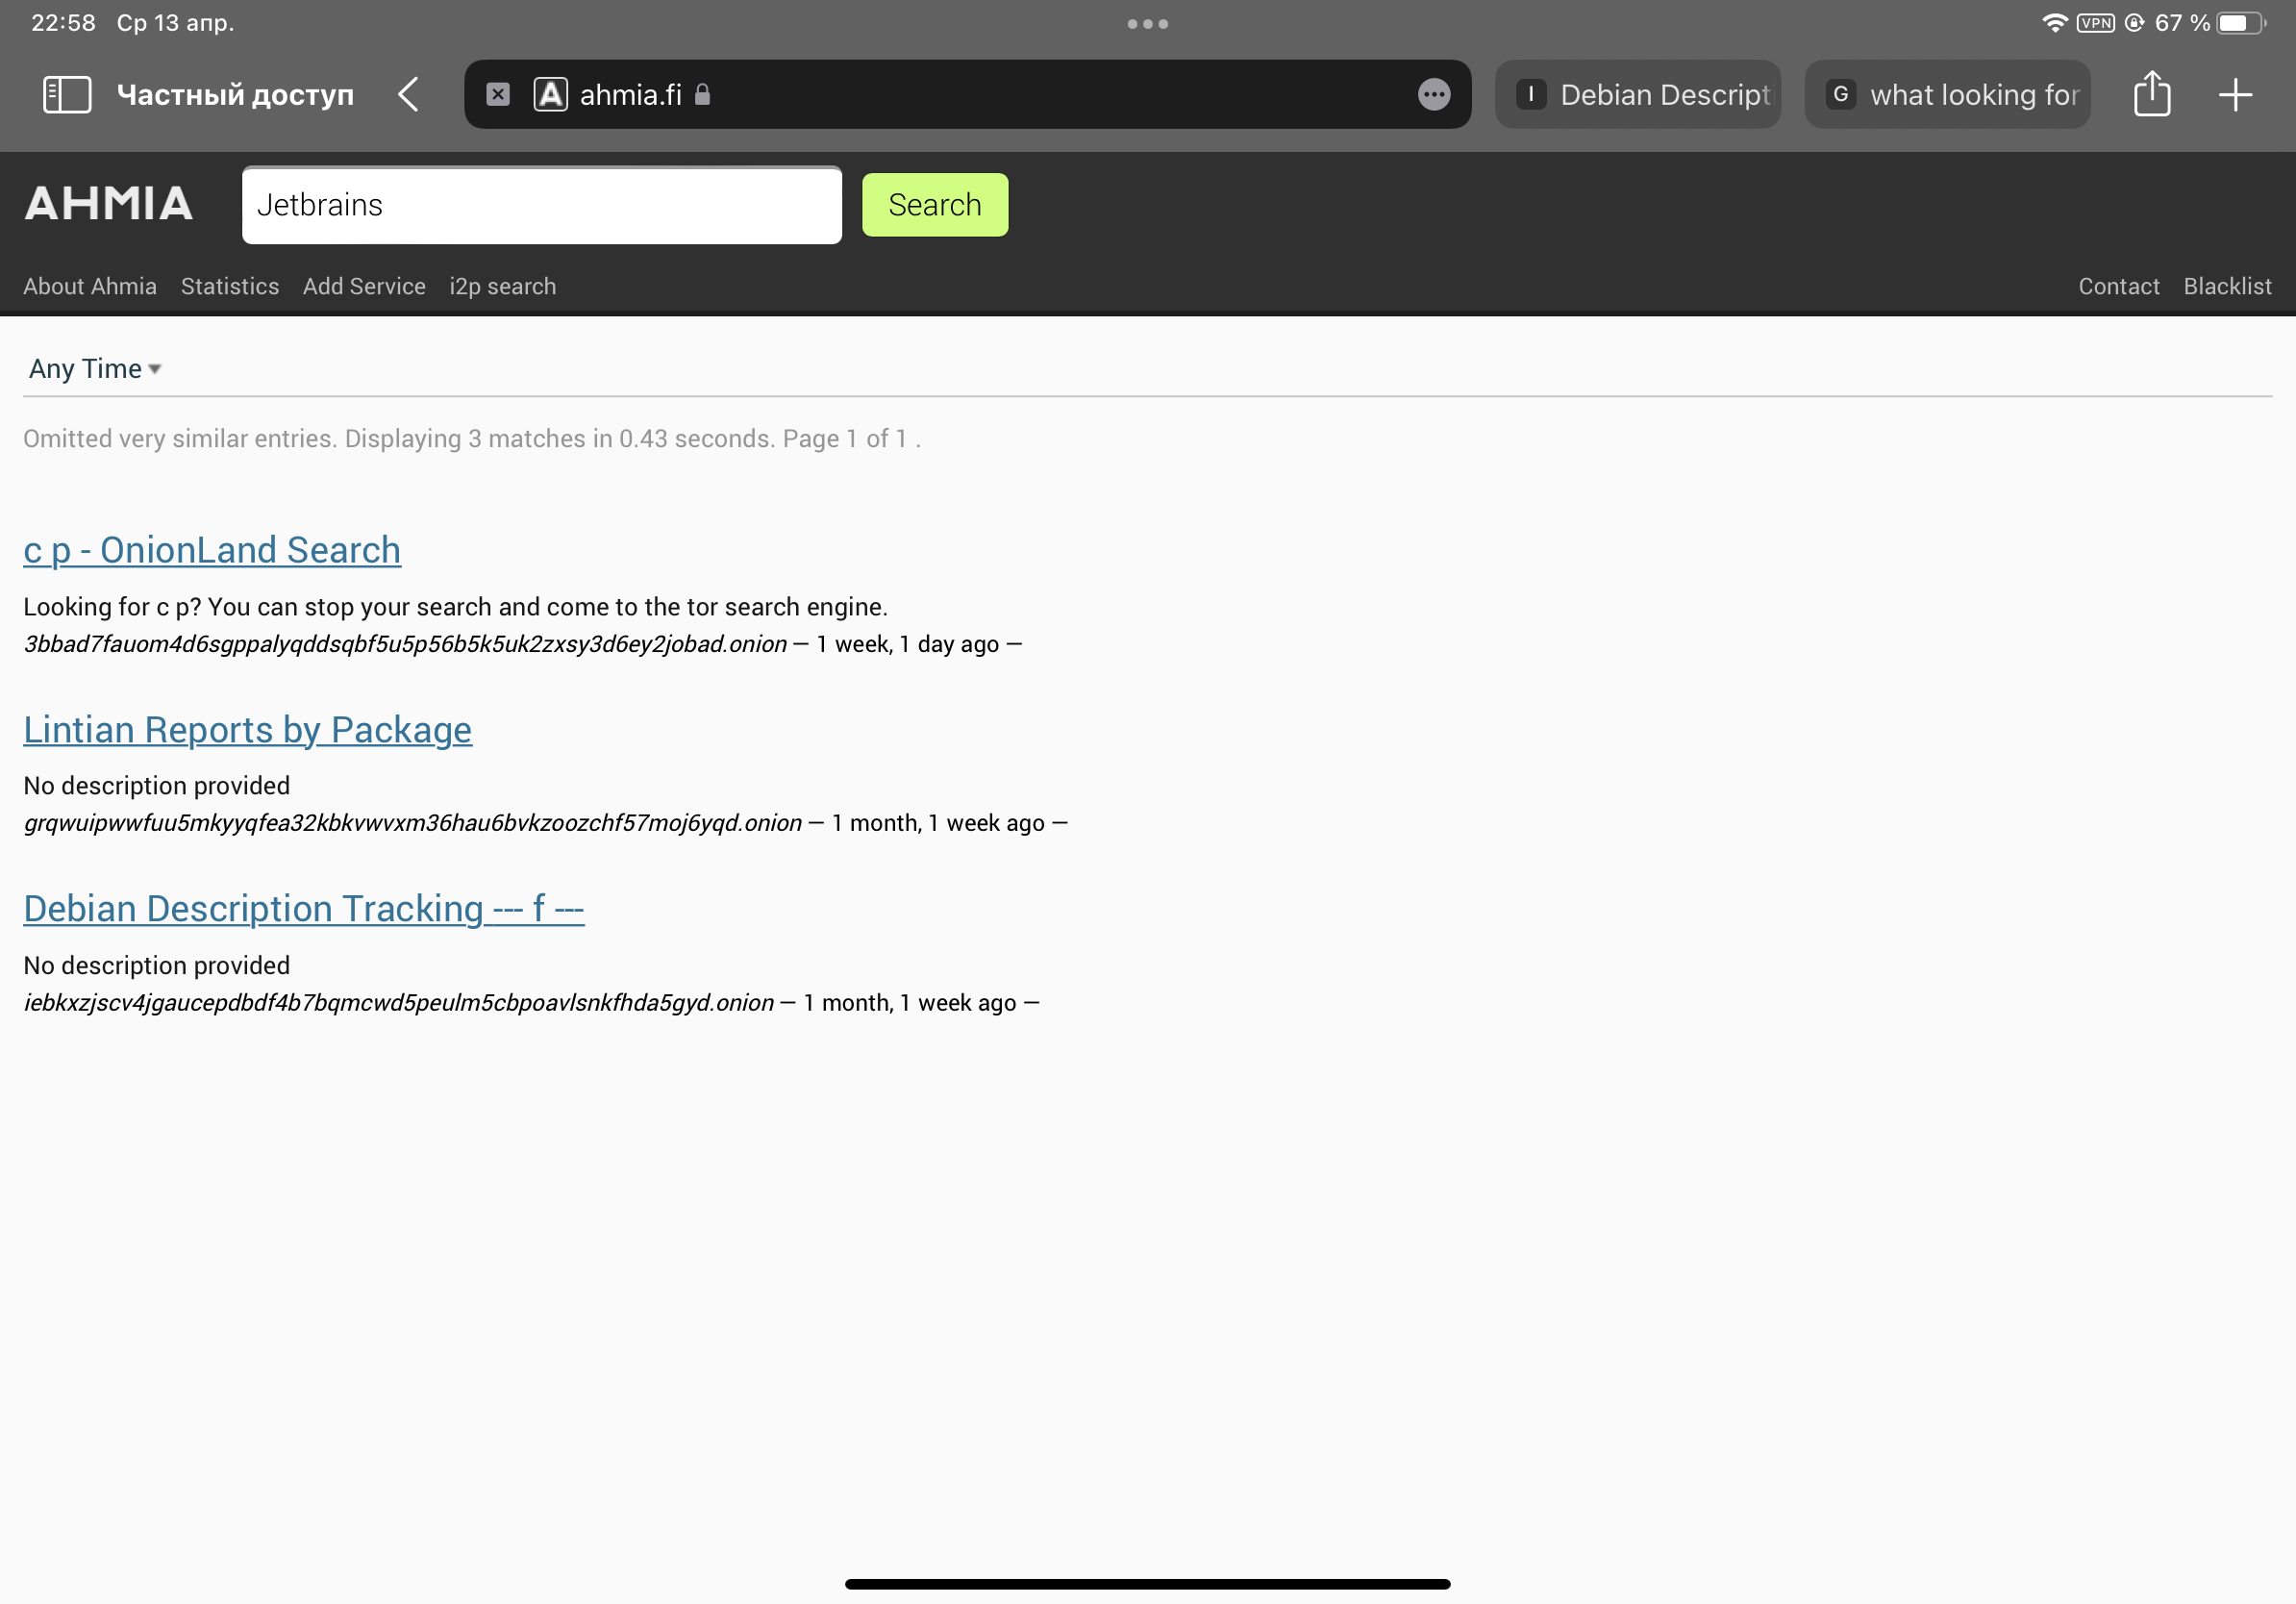 22:58 Ср 13 апр.
VPN 67 %
Частный доступ
A ahmia.fi
I Debian Descript
G what looking for
AHMIA
Jetbrains
Search
About Ahmia Statistics Add Service i2p search
Contact Blacklist
Any Time
Omitted very similar entries. Displaying 3 matches in 0.43 seconds. Page 1 of 1 .
c p - OnionLand Search
Looking for c p? You can stop your search and come to the tor search engine.
3bbad7fauom4d6sgppalyqddsqbf5u5p56b5k5uk2zxsy3d6ey2jobad.onion — 1 week, 1 day ago —
Lintian Reports by Package
No description provided
grqwuipwwfuu5mkyyqfea32kbkvwvxm36hau6bvkzoozchf57moj6yqd.onion — 1 month, 1 week ago —
Debian Description Tracking --- f ---
No description provided
iebkxzjscv4jgaucepdbdf4b7bqmcwd5peulm5cbpoavlsnkfhda5gyd.onion — 1 month, 1 week ago —